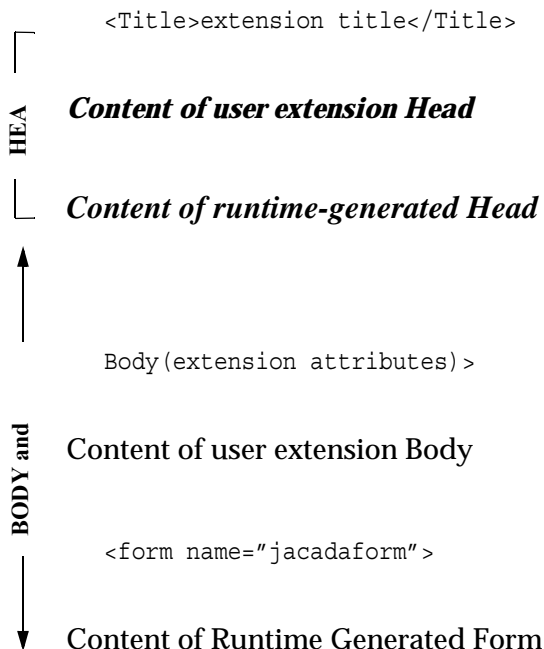 <Title>extension title</Title>
HEA
Content of user extension Head
Content of runtime-generated Head
Body(extension attributes)>
BODY and
Content of user extension Body
<form name="jacadaform">
Content of Runtime Generated Form